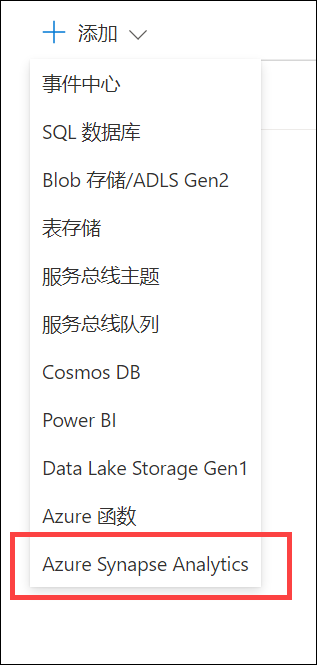 添加
事件中心
SQL 数据库
Blob 存储/ADLS Gen2
表存储
服务总线主题
服务总线队列
Cosmos DB
Power BI
Data Lake Storage Gen1
Azure 函数
Azure Synapse Analytics